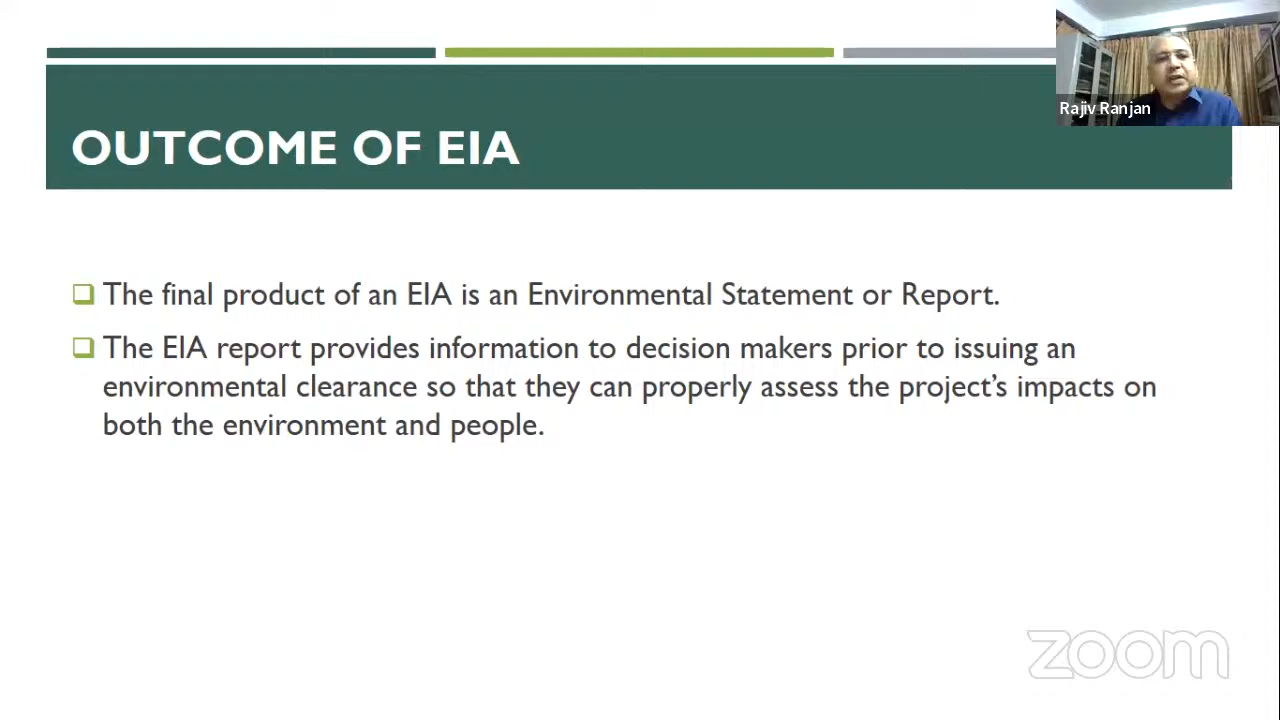 Rajiv Ranjan
OUTCOME OF EIA
The final product of an EIA is an Environmental Statement or Report.
The EIA report provides information to decision makers prior to issuing an
environmental clearance so that they can properly assess the project's impacts on
both the environment and people.
zoom